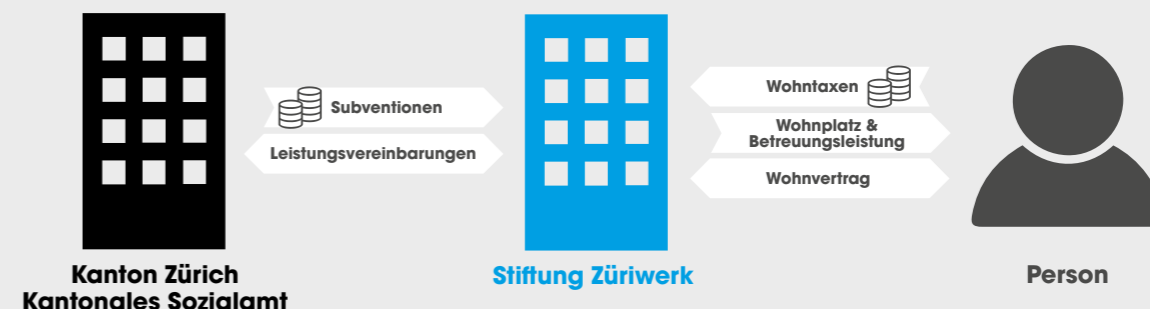 Subventionen
Leistungsvereinbarungen
Wohntaxen
Wohnplatz &
Betreuungsleistung
Wohnvertrag
Kanton Zürich
Kantonales Sozialamt
Stiftung Züriwerk
Person